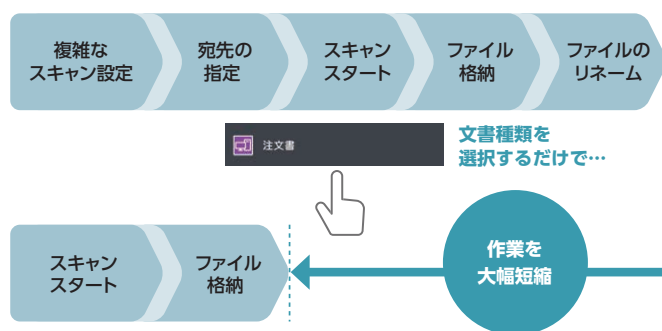 複雑な
スキャン設定
宛先の
指定
スキャン
スタート
ファイル
格納
ファイルの
リネーム
注文書
文書種類を
選択するだけで…
スキャン
スタート
ファイル
格納
作業を
大幅短縮